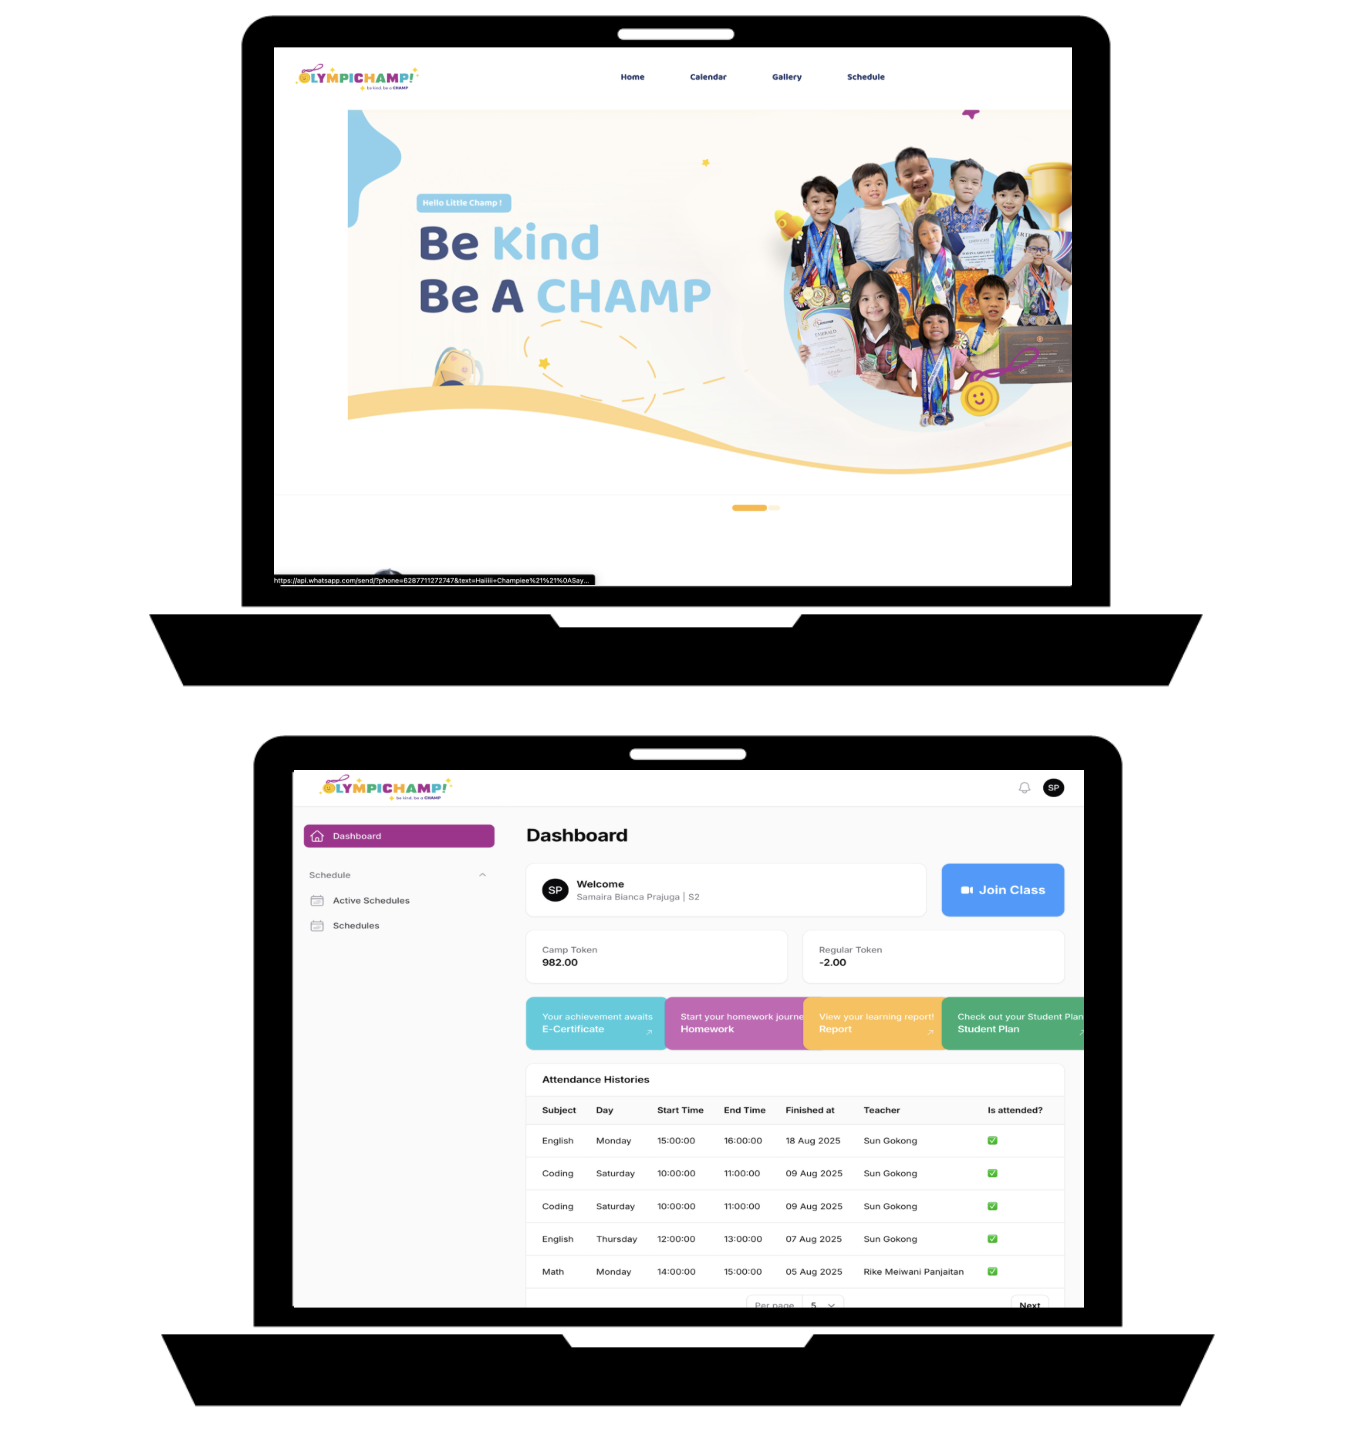 OLYMPICHAMP!
be kind, be a CHAMP
Home Calendar Gallery Schedule
Hello Little Champ !
Be Kind
Be A CHAMP
https://api.whatsapp.com/send/?phone=6287711272747&text=Haiiii+Champiee%21%21%0ASay...
OLYMPICHAMP!
be kind, be a CHAMP
SP
Dashboard
Schedule
Active Schedules
Schedules
Dashboard
SP
Welcome
Samaira Bianca Prajuga | S2
Join Class
Camp Token
982.00
Regular Token
-2.00
Your achievement awaits
E-Certificate
Start your homework journe
Homework
View your learning report!
Report
Check out your Student Plan
Student Plan
Attendance Histories
Subject Day Start Time End Time Finished at Teacher Is attended?
English Monday 15:00:00 16:00:00 18 Aug 2025 Sun Gokong
Coding Saturday 10:00:00 11:00:00 09 Aug 2025 Sun Gokong
Coding Saturday 10:00:00 11:00:00 09 Aug 2025 Sun Gokong
English Thursday 12:00:00 13:00:00 07 Aug 2025 Sun Gokong
Math Monday 14:00:00 15:00:00 05 Aug 2025 Rike Meiwani Panjaitan
Per page 5 Next